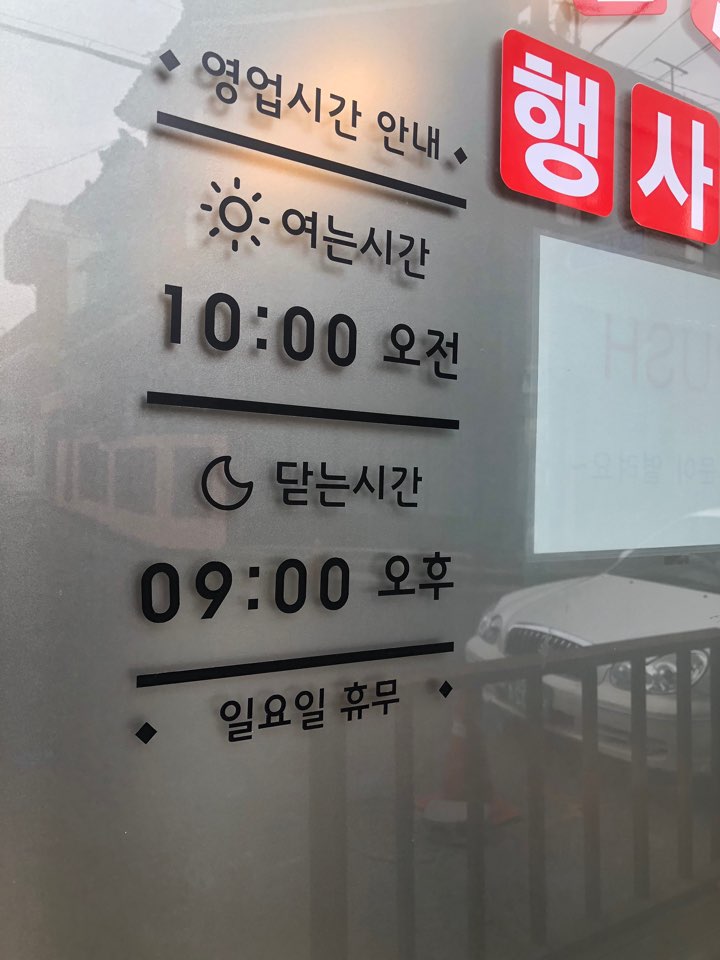 영업시간 안내
여는시간
10:00 오전
닫는시간
09:00 오후
일요일 휴무
행사